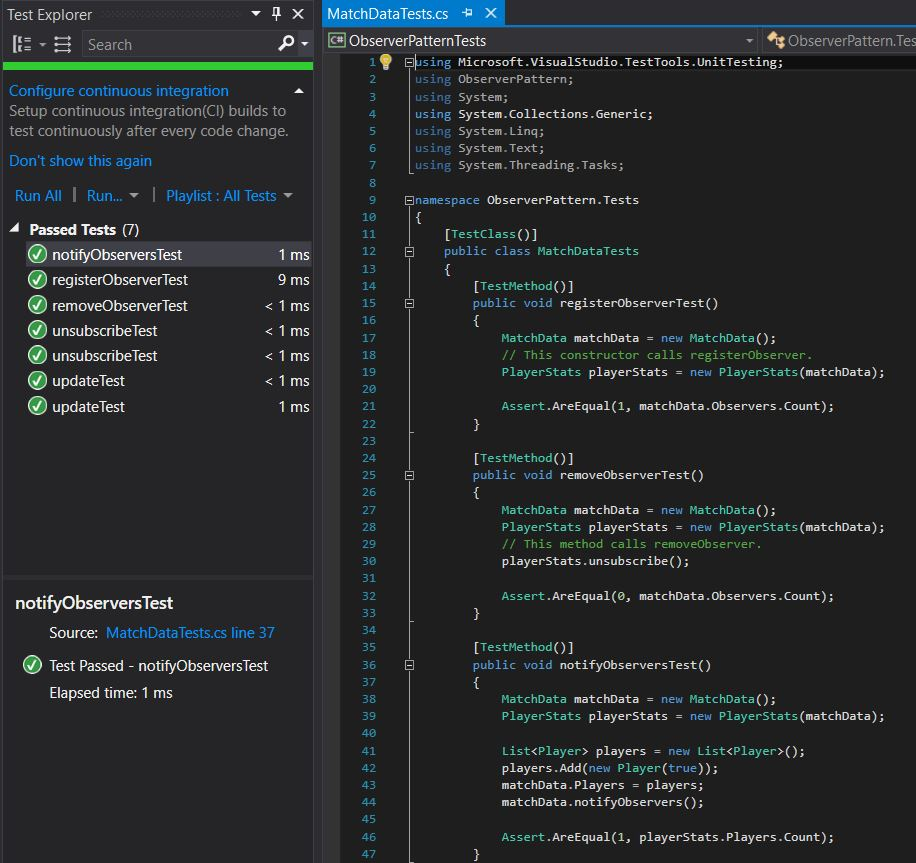 Test Explorer
Search
Configure continuous integration
Setup continuous integration(CI) builds to
test continuously after every code change.
Don't show this again
Run All | Run... | Playlist : All Tests
Passed Tests (7)
notifyObserversTest 1 ms
registerObserverTest 9 ms
removeObserverTest < 1 ms
unsubscribeTest < 1 ms
unsubscribeTest < 1 ms
updateTest < 1 ms
updateTest 1 ms
notifyObserversTest
Source: MatchDataTests.cs line 37
Test Passed - notifyObserversTest
Elapsed time: 1 ms
MatchDataTests.cs
C# ObserverPatternTests
ObserverPattern.Tes
1 using Microsoft.VisualStudio.TestTools.UnitTesting;
2 using ObserverPattern;
3 using System;
4 using System.Collections.Generic;
5 using System.Linq;
6 using System.Text;
7 using System.Threading.Tasks;
8
9 namespace ObserverPattern.Tests
10 {
11 [TestClass()]
12 public class MatchDataTests
13 {
14 [TestMethod()]
15 public void registerObserverTest()
16 {
17 MatchData matchData = new MatchData();
18 // This constructor calls registerObserver.
19 PlayerStats playerStats = new PlayerStats(matchData);
20
21 Assert.AreEqual(1, matchData.Observers.Count);
22 }
23
24 [TestMethod()]
25 public void removeObserverTest()
26 {
27 MatchData matchData = new MatchData();
28 PlayerStats playerStats = new PlayerStats(matchData);
29 // This method calls removeObserver.
30 playerStats.unsubscribe();
31
32 Assert.AreEqual(0, matchData.Observers.Count);
33 }
34
35 [TestMethod()]
36 public void notifyObserversTest()
37 {
38 MatchData matchData = new MatchData();
39 PlayerStats playerStats = new PlayerStats(matchData);
40
41 List<Player> players = new List<Player>();
42 players.Add(new Player(true));
43 matchData.Players = players;
44 matchData.notifyObservers();
45
46 Assert.AreEqual(1, playerStats.Players.Count);
47 }